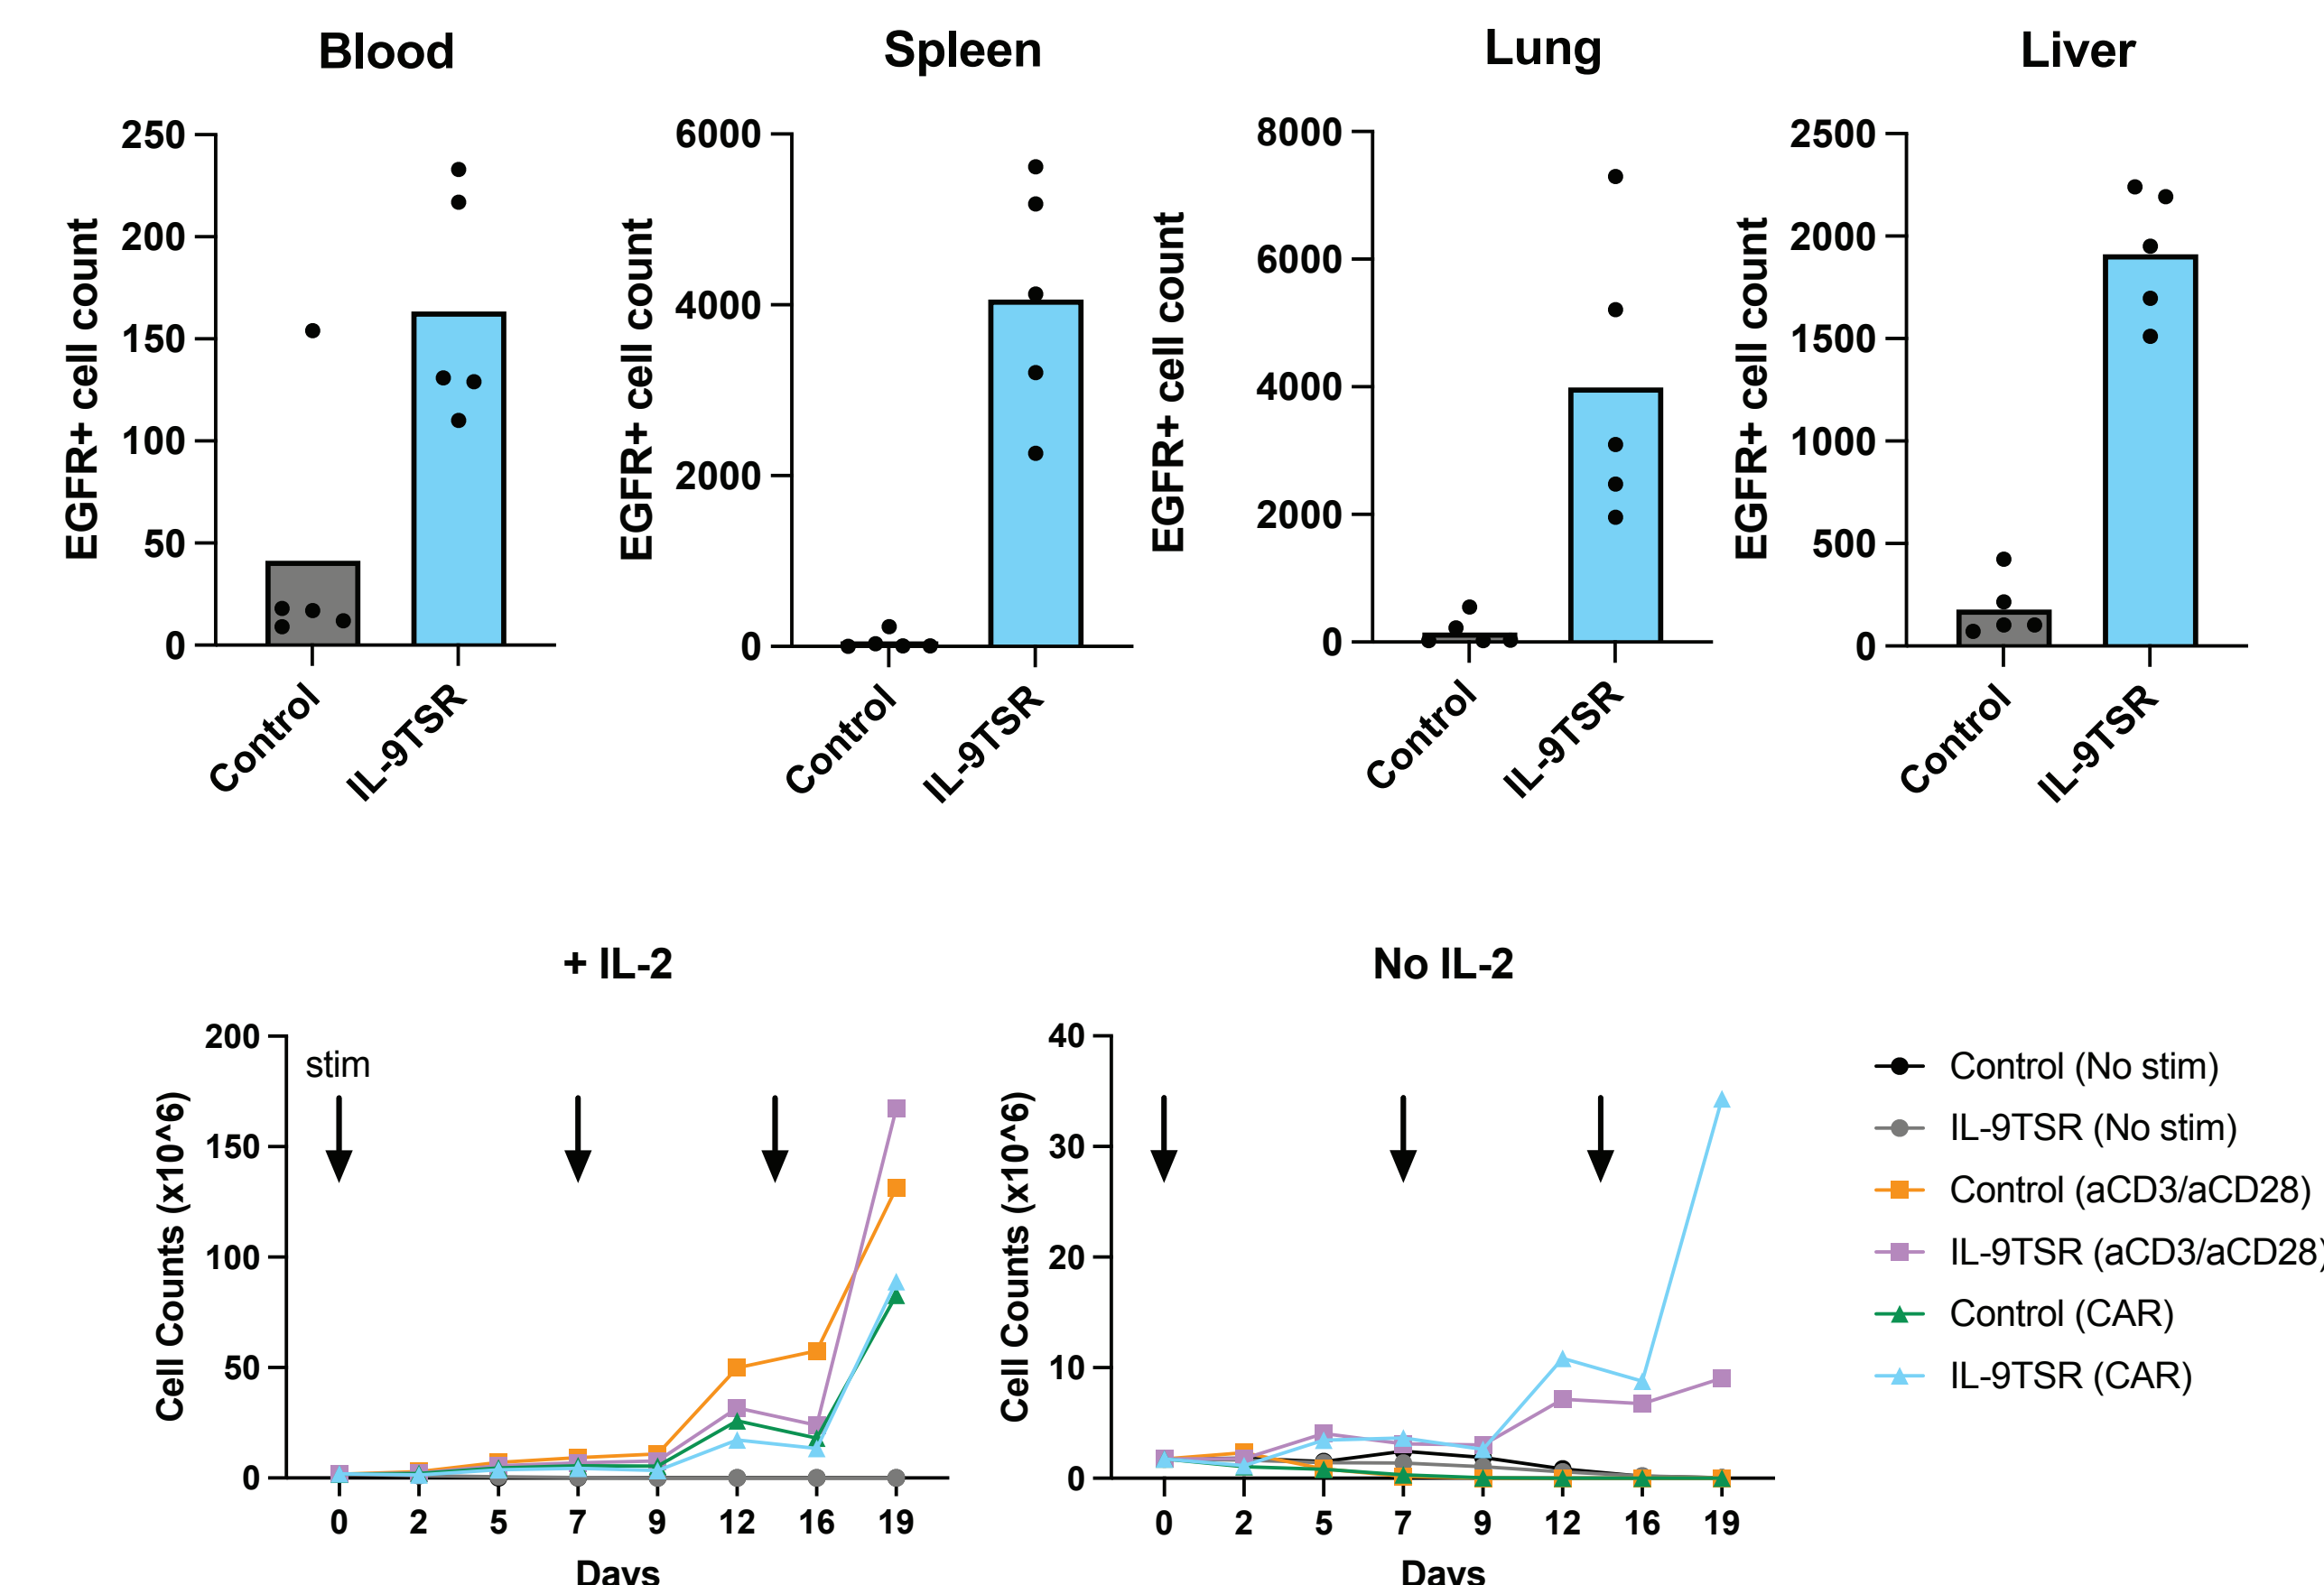 Blood
Spleen
Lung
Liver
EGFR+ cell count
250
200
150
100
50
0
Control
IL-9TSR
EGFR+ cell count
6000
4000
2000
0
Control
IL-9TSR
EGFR+ cell count
8000
6000
4000
2000
0
Control
IL-9TSR
EGFR+ cell count
2500
2000
1500
1000
500
0
Control
IL-9TSR
+ IL-2
Cell Counts (x10^6)
200
150
100
50
0
stim
0 2 5 7 9 12 16 19
Days
No IL-2
Cell Counts (x10^6)
40
30
20
10
0
0 2 5 7 9 12 16 19
Days
Control (No stim)
IL-9TSR (No stim)
Control (aCD3/aCD28)
IL-9TSR (aCD3/aCD28)
Control (CAR)
IL-9TSR (CAR)